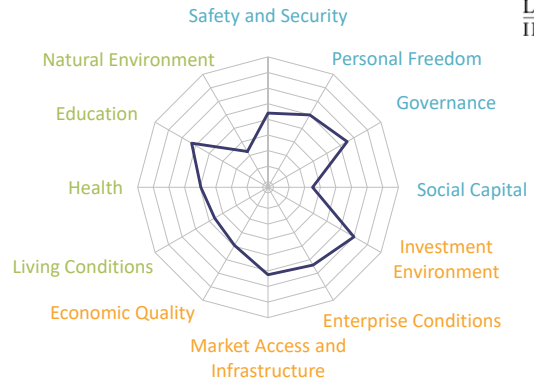 Safety and Security
Natural Environment
Personal Freedom
Education
Governance
Health
Social Capital
Investment
Environment
Living Conditions
Economic Quality
Enterprise Conditions
Market Access and
Infrastructure